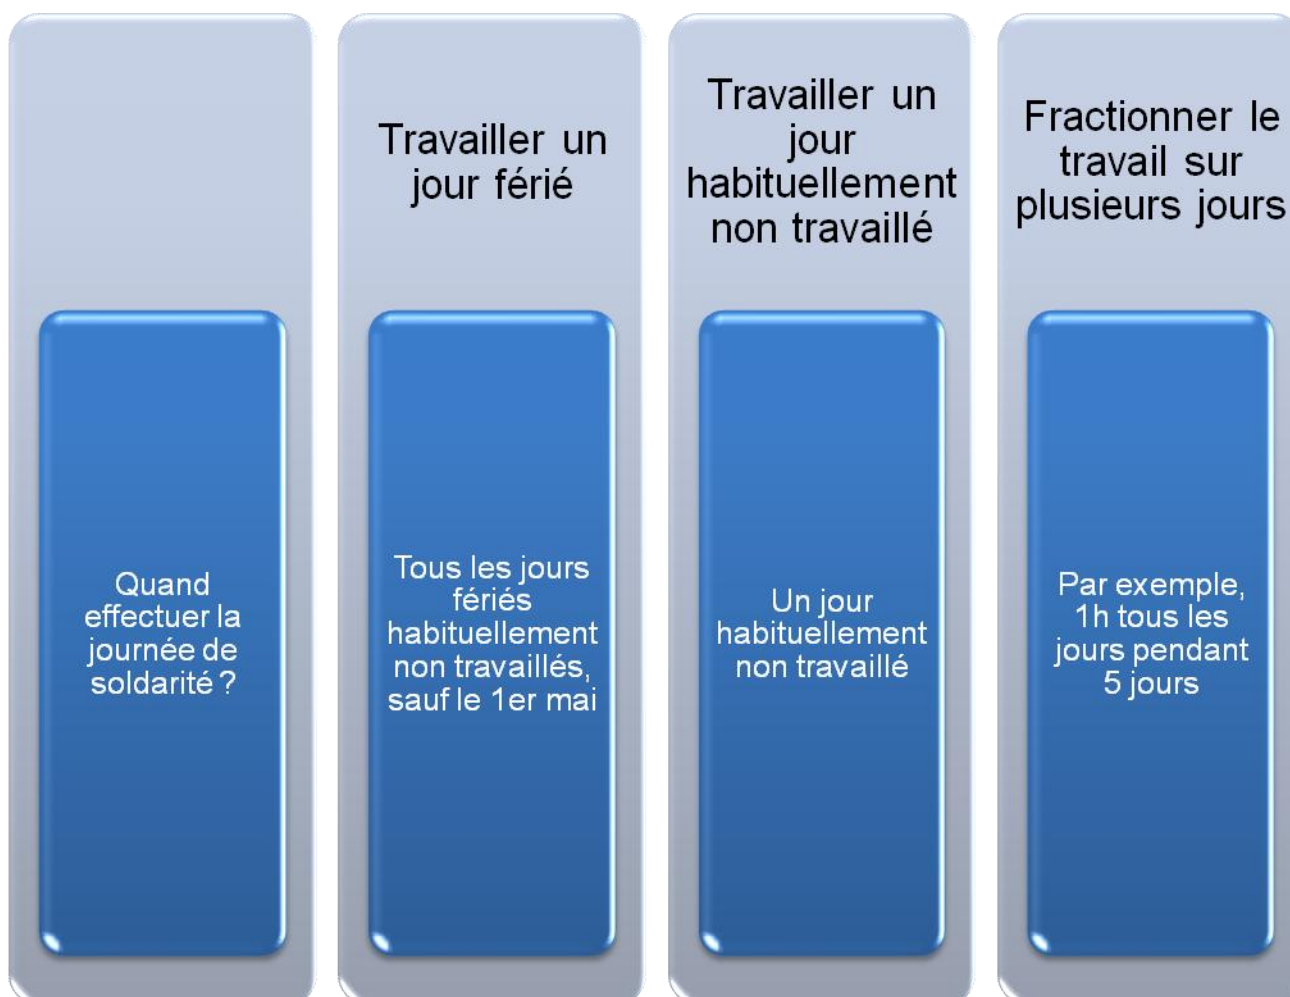 Quand
effectuer la
journée de
soldarité ?
Travailler un
jour férié
Tous les jours
fériés
habituellement
non travaillés,
sauf le 1er mai
Travailler un
jour
habituellement
non travaillé
Un jour
habituellement
non travaillé
Fractionner le
travail sur
plusieurs jours
Par exemple,
1h tous les
jours pendant
5 jours